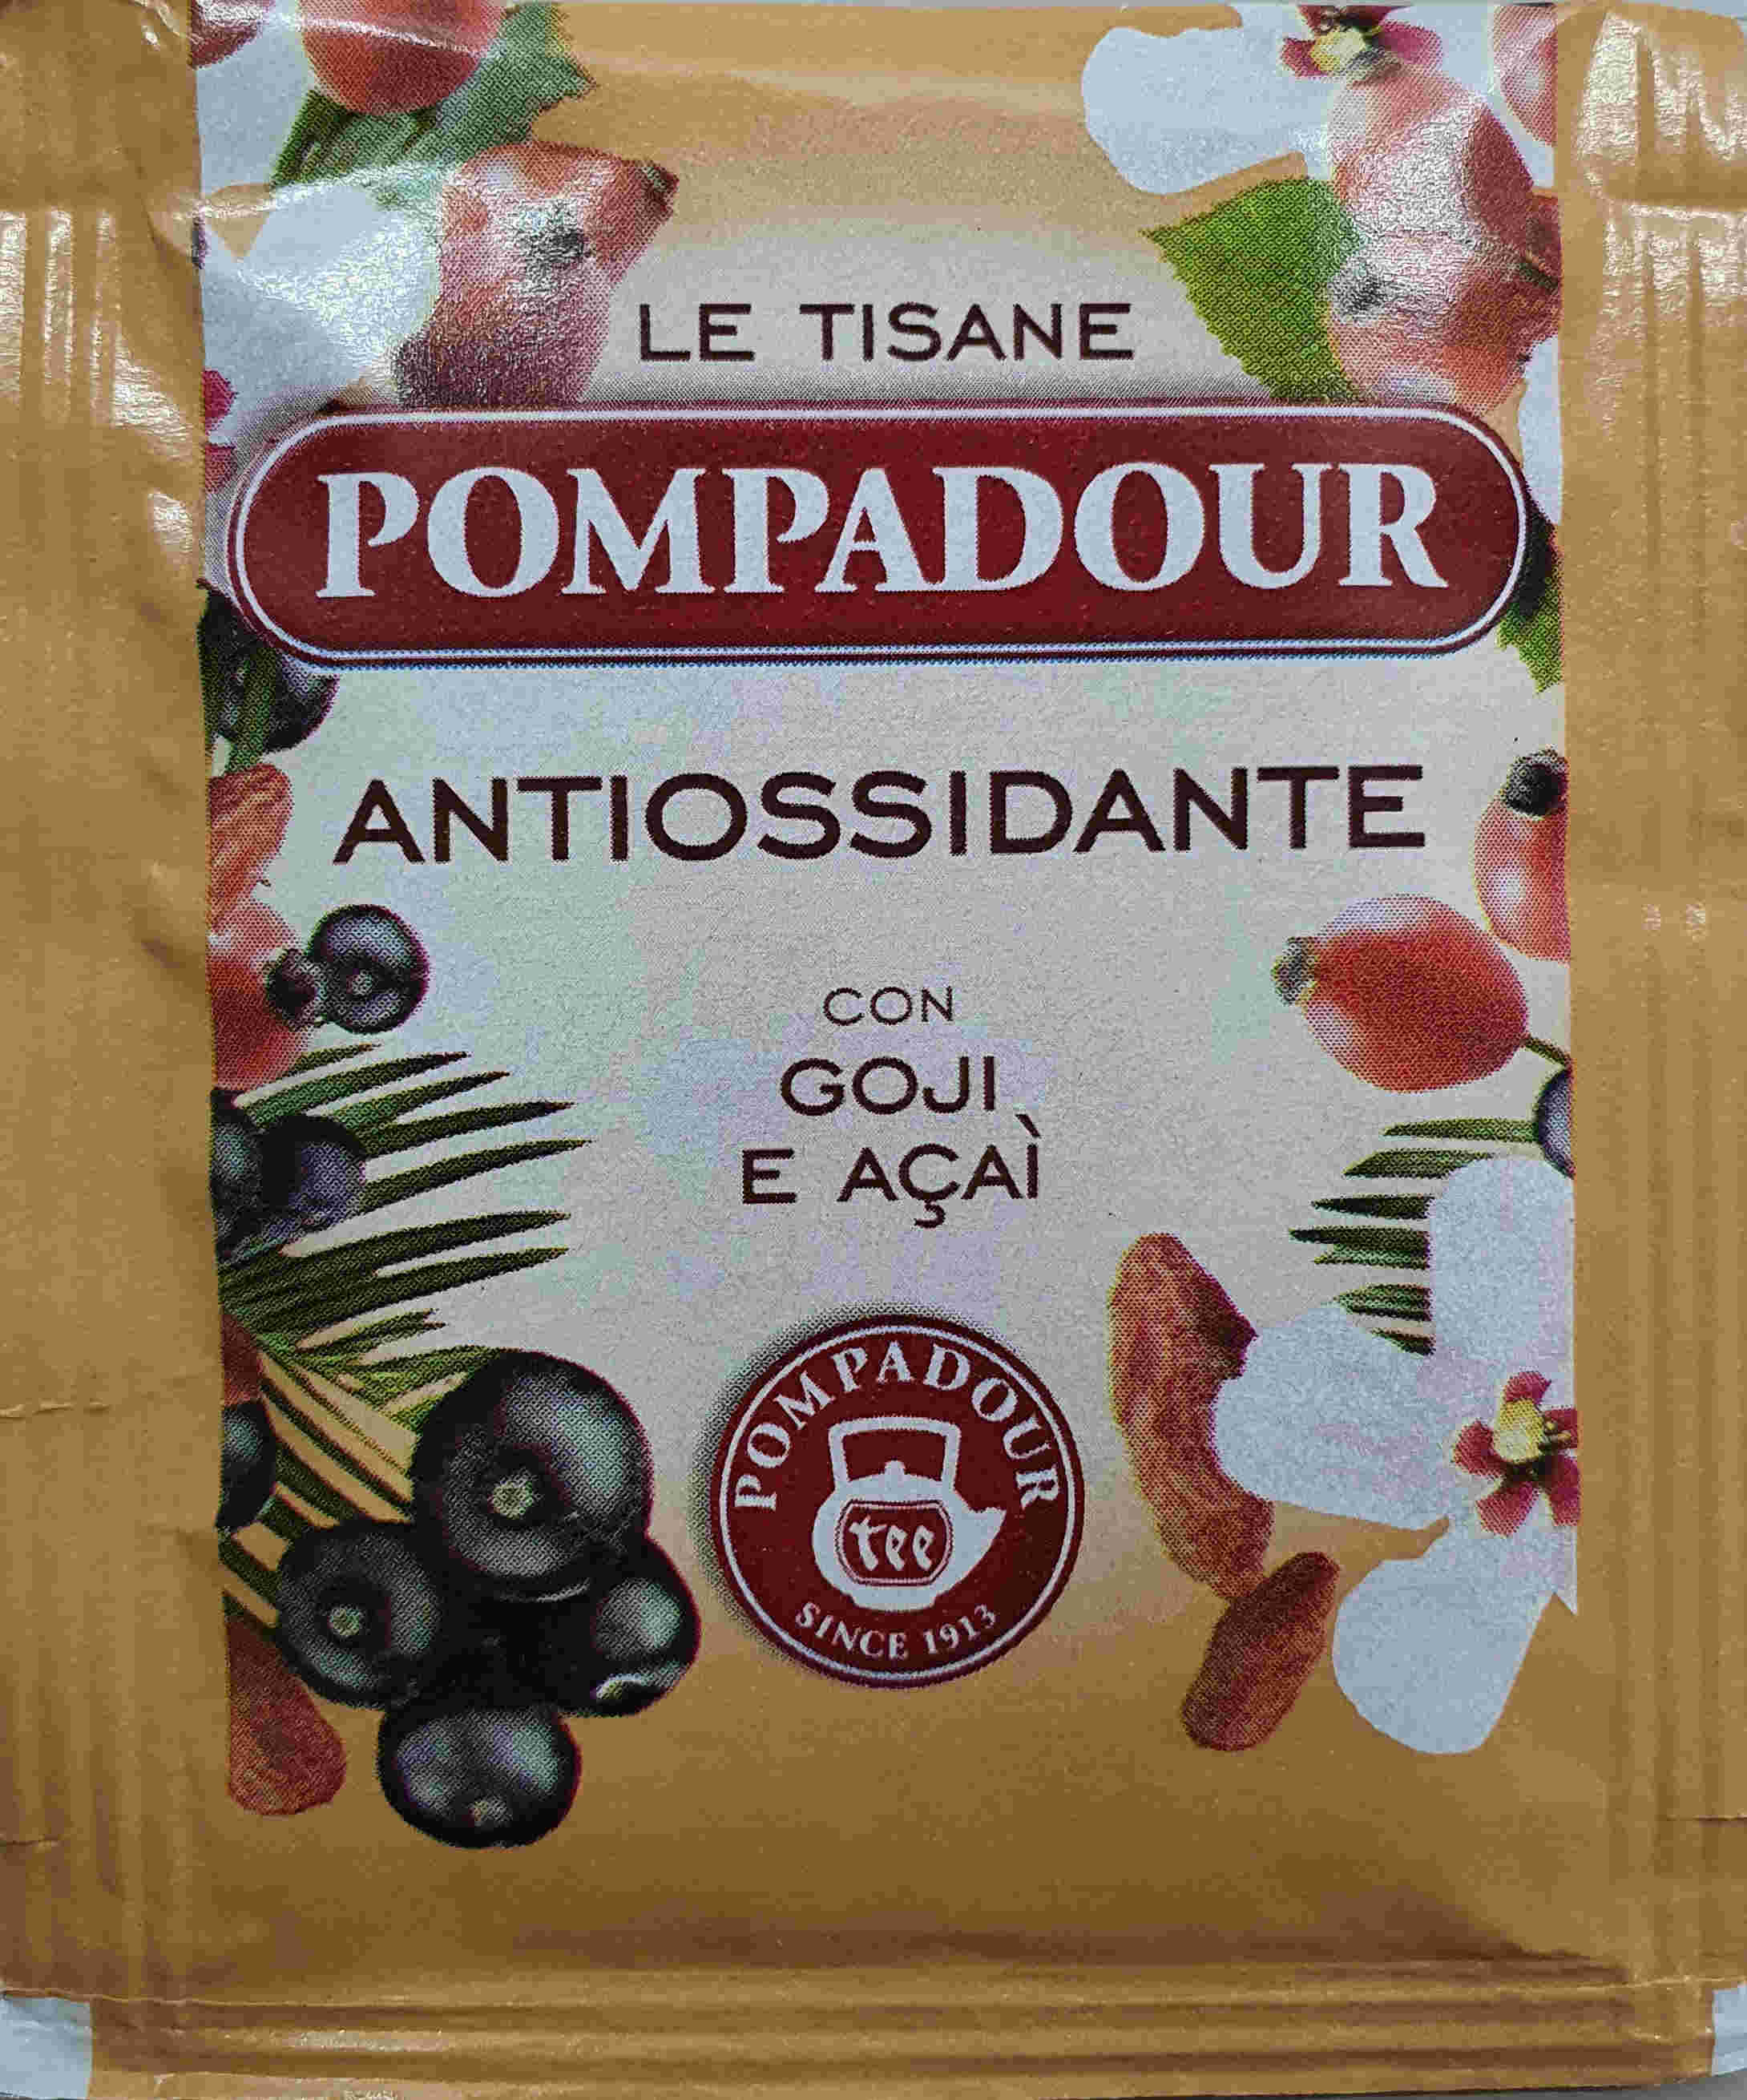 LE TISANE
POMPADOUR
ANTIOSSIDANTE
CON
GOJI
E AÇAÌ
POMPADOUR
tee
SINCE 1913